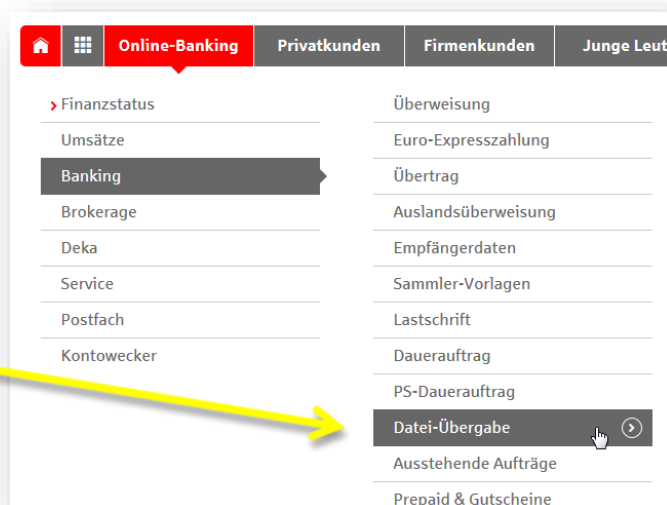 Online-Banking Privatkunden Firmenkunden Junge Leut
Finanzstatus
Umsätze
Banking
Brokerage
Deka
Service
Postfach
Kontowecker
Überweisung
Euro-Expresszahlung
Übertrag
Auslandsüberweisung
Empfängerdaten
Sammler-Vorlagen
Lastschrift
Dauerauftrag
PS-Dauerauftrag
Datei-Übergabe
Ausstehende Aufträge
Prepaid & Gutscheine